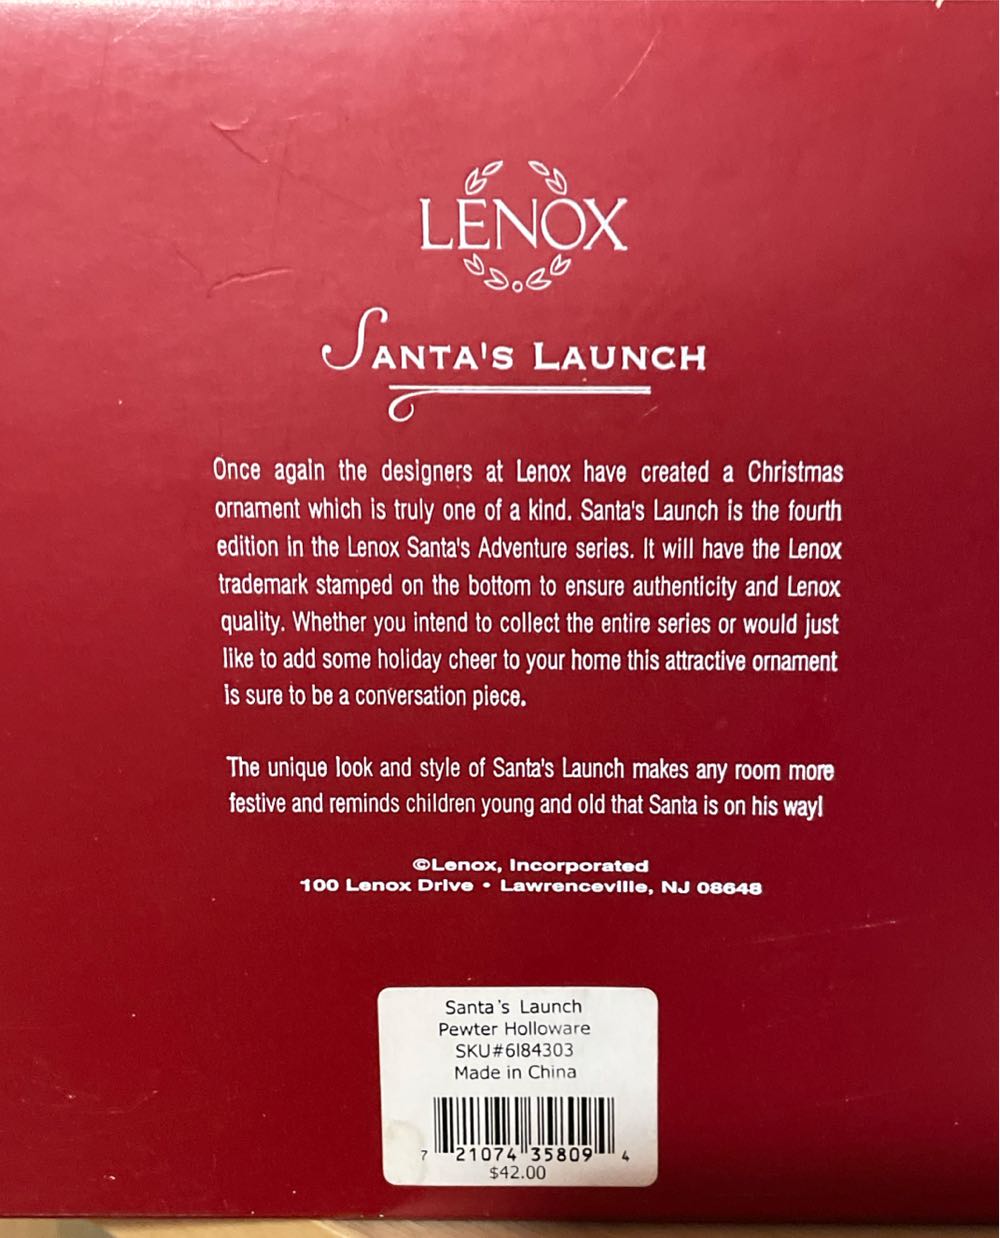 LENOX
SANTA'S LAUNCH
Once again the designers at Lenox have created a Christmas
ornament which is truly one of a kind. Santa's Launch is the fourth
edition in the Lenox Santa's Adventure series. It will have the Lenox
trademark stamped on the bottom to ensure authenticity and Lenox
quality. Whether you intend to collect the entire series or would just
like to add some holiday cheer to your home this attractive ornament
is sure to be a conversation piece.
The unique look and style of Santa's Launch makes any room more
festive and reminds children young and old that Santa is on his way!
©Lenox, Incorporated
100 Lenox Drive • Lawrenceville, NJ 08648
Santa's Launch
Pewter Holloware
SKU#6184303
Made in China
7 21074 35809 4
$42.00